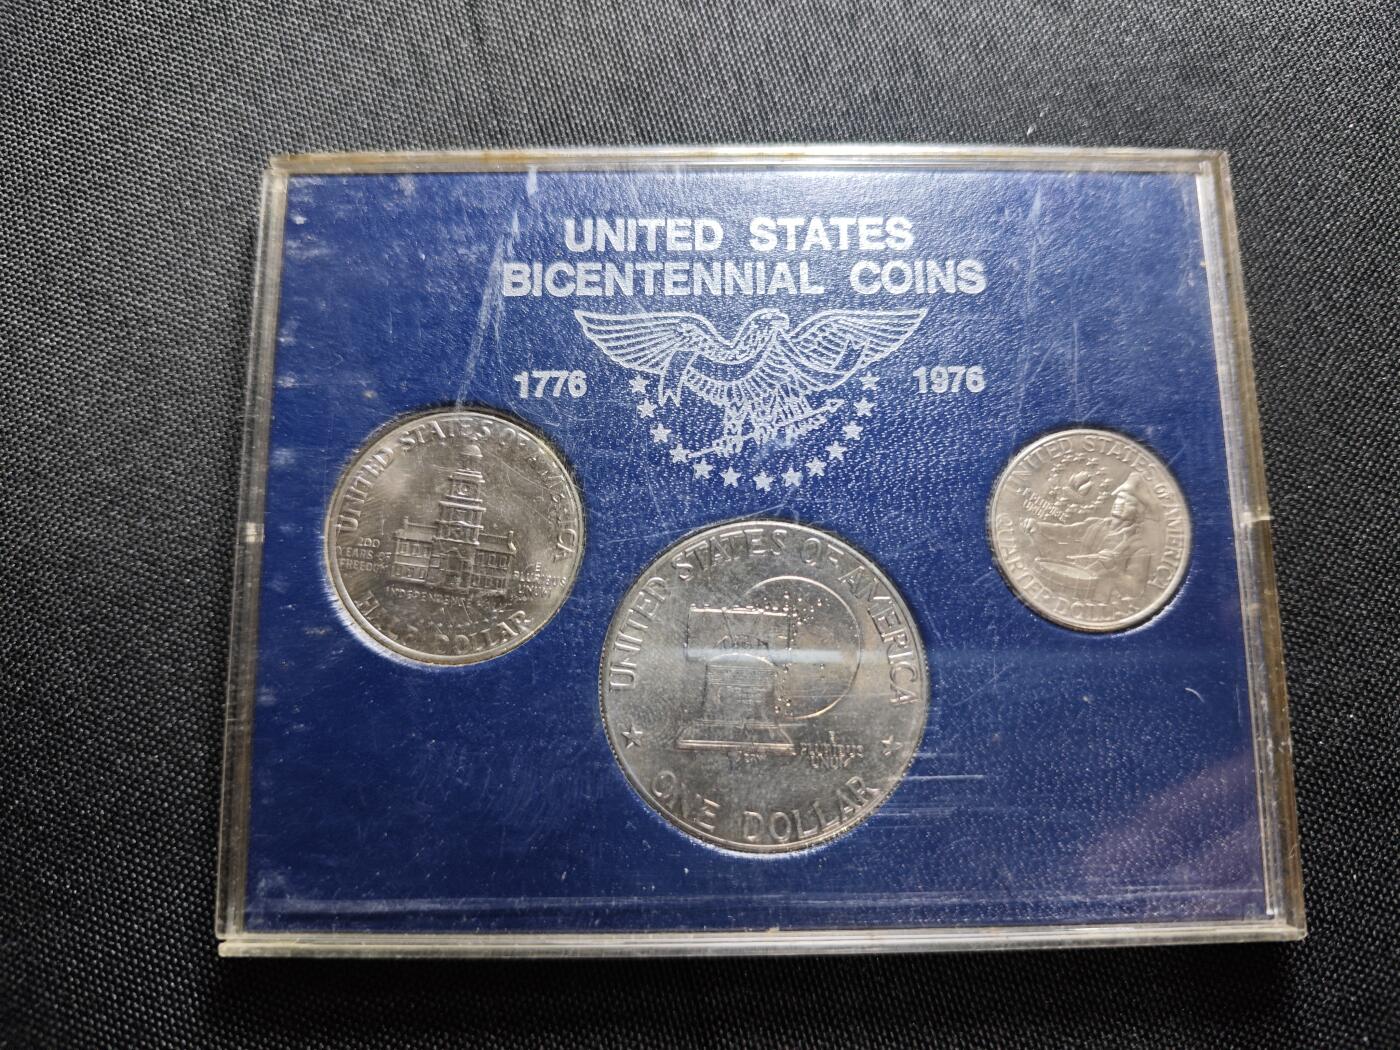 UNITED STATES
BICENTENNIAL COINS
1776
1976
UNITED STATES OF AMERICA
200
YEARS OF
FREEDOM
E
PLURIBUS
UNUM
INDEPENDENCE
HALF DOLLAR
UNITED STATES OF AMERICA
E
PLURIBUS
UNUM
ONE DOLLAR
UNITED STATES OF AMERICA
E PLURIBUS
UNUM
QUARTER DOLLAR